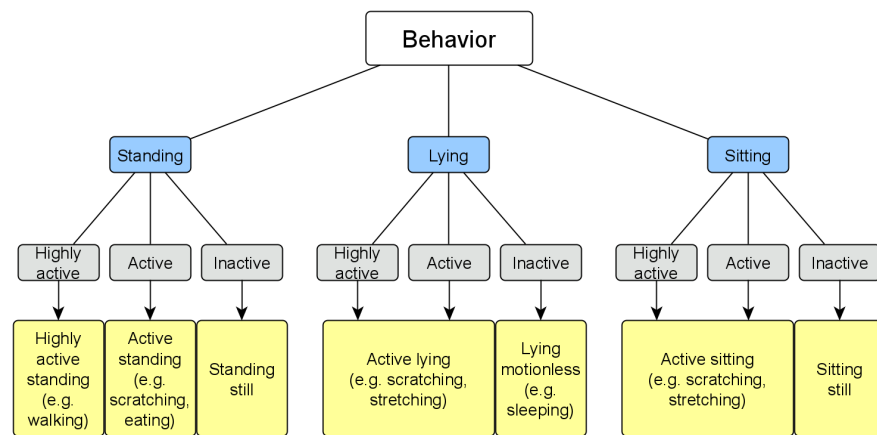 Behavior
Standing
Lying
Sitting
Highly
active
Active
Inactive
Highly
active
Active
Inactive
Highly
active
Active
Inactive
Highly
active
standing
(e.g.
walking)
Active
standing
(e.g.
scratching,
eating)
Standing
still
Active lying
(e.g. scratching,
stretching)
Lying
motionless
(e.g.
sleeping)
Active sitting
(e.g. scratching,
stretching)
Sitting
still